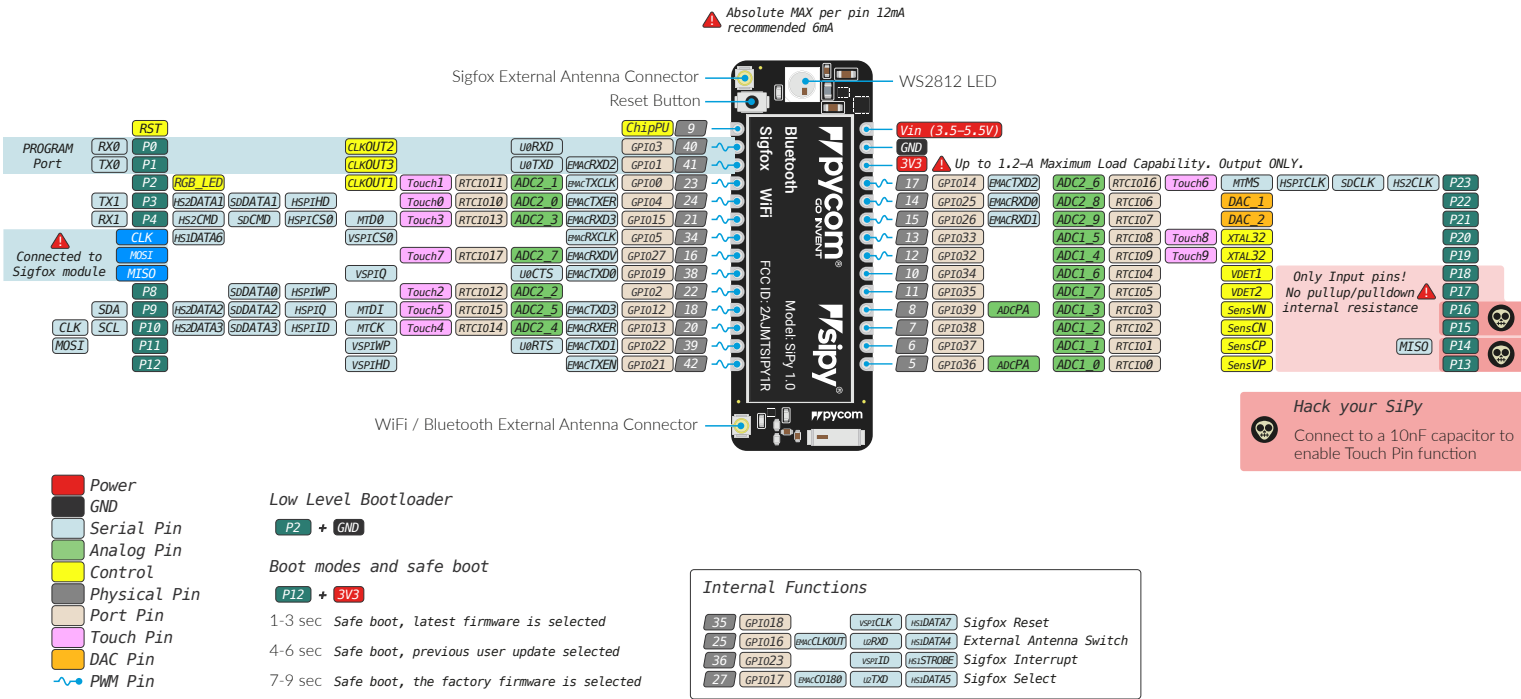 Absolute MAX per pin 12mA
recommended 6mA
Sigfox External Antenna Connector
WS2812 LED
Reset Button
RST ChipPU 9
PROGRAM
Port
RX0 P0 CLKOUT2 U0RXD GPIO3 40
TX0 P1 CLKOUT3 U0TXD EMACRXD2 GPIO1 41
P2 RGB_LED CLKOUT1 Touch1 RTCIO11 ADC2_1 EMACTXCLK GPIO0 23
TX1 P3 HS2DATA1 SDDATA1 HSPIHD Touch0 RTCIO10 ADC2_0 EMACTXER GPIO4 24
RX1 P4 HS2CMD SDCMD HSPICS0 MTD0 Touch3 RTCIO13 ADC2_3 EMACRXD3 GPIO15 21
Connected to
Sigfox module
CLK HS1DATA6 VSPICS0 EMACRXCLK GPIO5 34
MOSI Touch7 RTCIO17 ADC2_7 EMACRXDV GPIO27 16
MISO VSPIQ U0CTS EMACTXD0 GPIO19 38
P8 SDDATA0 HSPIWP Touch2 RTCIO12 ADC2_2 GPIO2 22
SDA P9 HS2DATA2 SDDATA2 HSPIQ MTDI Touch5 RTCIO15 ADC2_5 EMACTXD3 GPIO12 18
CLK SCL P10 HS2DATA3 SDDATA3 HSPIID MTCK Touch4 RTCIO14 ADC2_4 EMACRXER GPIO13 20
MOSI P11 VSPIWP U0RTS EMACTXD1 GPIO22 39
P12 VSPIHD EMACTXEN GPIO21 42
Sigfox WiFi FCC ID: 2AJMTSIPY1R
Bluetooth Model: SiPy 1.0
pycom®
GO INVENT
sipy®
pycom
Vin (3.5-5.5V)
GND
3V3 Up to 1.2-A Maximum Load Capability. Output ONLY.
17 GPIO14 EMACTXD2 ADC2_6 RTCIO16 Touch6 MTMS HSPICLK SDCLK HS2CLK P23
14 GPIO25 EMACRXD0 ADC2_8 RTCIO6 DAC_1 P22
15 GPIO26 EMACRXD1 ADC2_9 RTCIO7 DAC_2 P21
13 GPIO33 ADC1_5 RTCIO8 Touch8 XTAL32 P20
12 GPIO32 ADC1_4 RTCIO9 Touch9 XTAL32 P19
10 GPIO34 ADC1_6 RTCIO4 VDET1 P18
11 GPIO35 ADC1_7 RTCIO5 VDET2 P17
8 GPIO39 ADCPA ADC1_3 RTCIO3 SensVN P16
7 GPIO38 ADC1_2 RTCIO2 SensCN P15
6 GPIO37 ADC1_1 RTCIO1 SensCP MISO P14
5 GPIO36 ADCPA ADC1_0 RTCIO0 SensVP P13
Only Input pins!
No pullup/pulldown
internal resistance
WiFi / Bluetooth External Antenna Connector
Hack your SiPy
Connect to a 10nF capacitor to
enable Touch Pin function
Power
GND
Serial Pin
Analog Pin
Control
Physical Pin
Port Pin
Touch Pin
DAC Pin
PWM Pin
Low Level Bootloader
P2 + GND
Boot modes and safe boot
P12 + 3V3
1-3 sec Safe boot, latest firmware is selected
4-6 sec Safe boot, previous user update selected
7-9 sec Safe boot, the factory firmware is selected
Internal Functions
35 GPIO18 VSPICLK HS1DATA7 Sigfox Reset
25 GPIO16 EMACCLKOUT U2RXD HS1DATA4 External Antenna Switch
36 GPIO23 VSPIID HS1STROBE Sigfox Interrupt
27 GPIO17 EMACCO180 U2TXD HS1DATA5 Sigfox Select